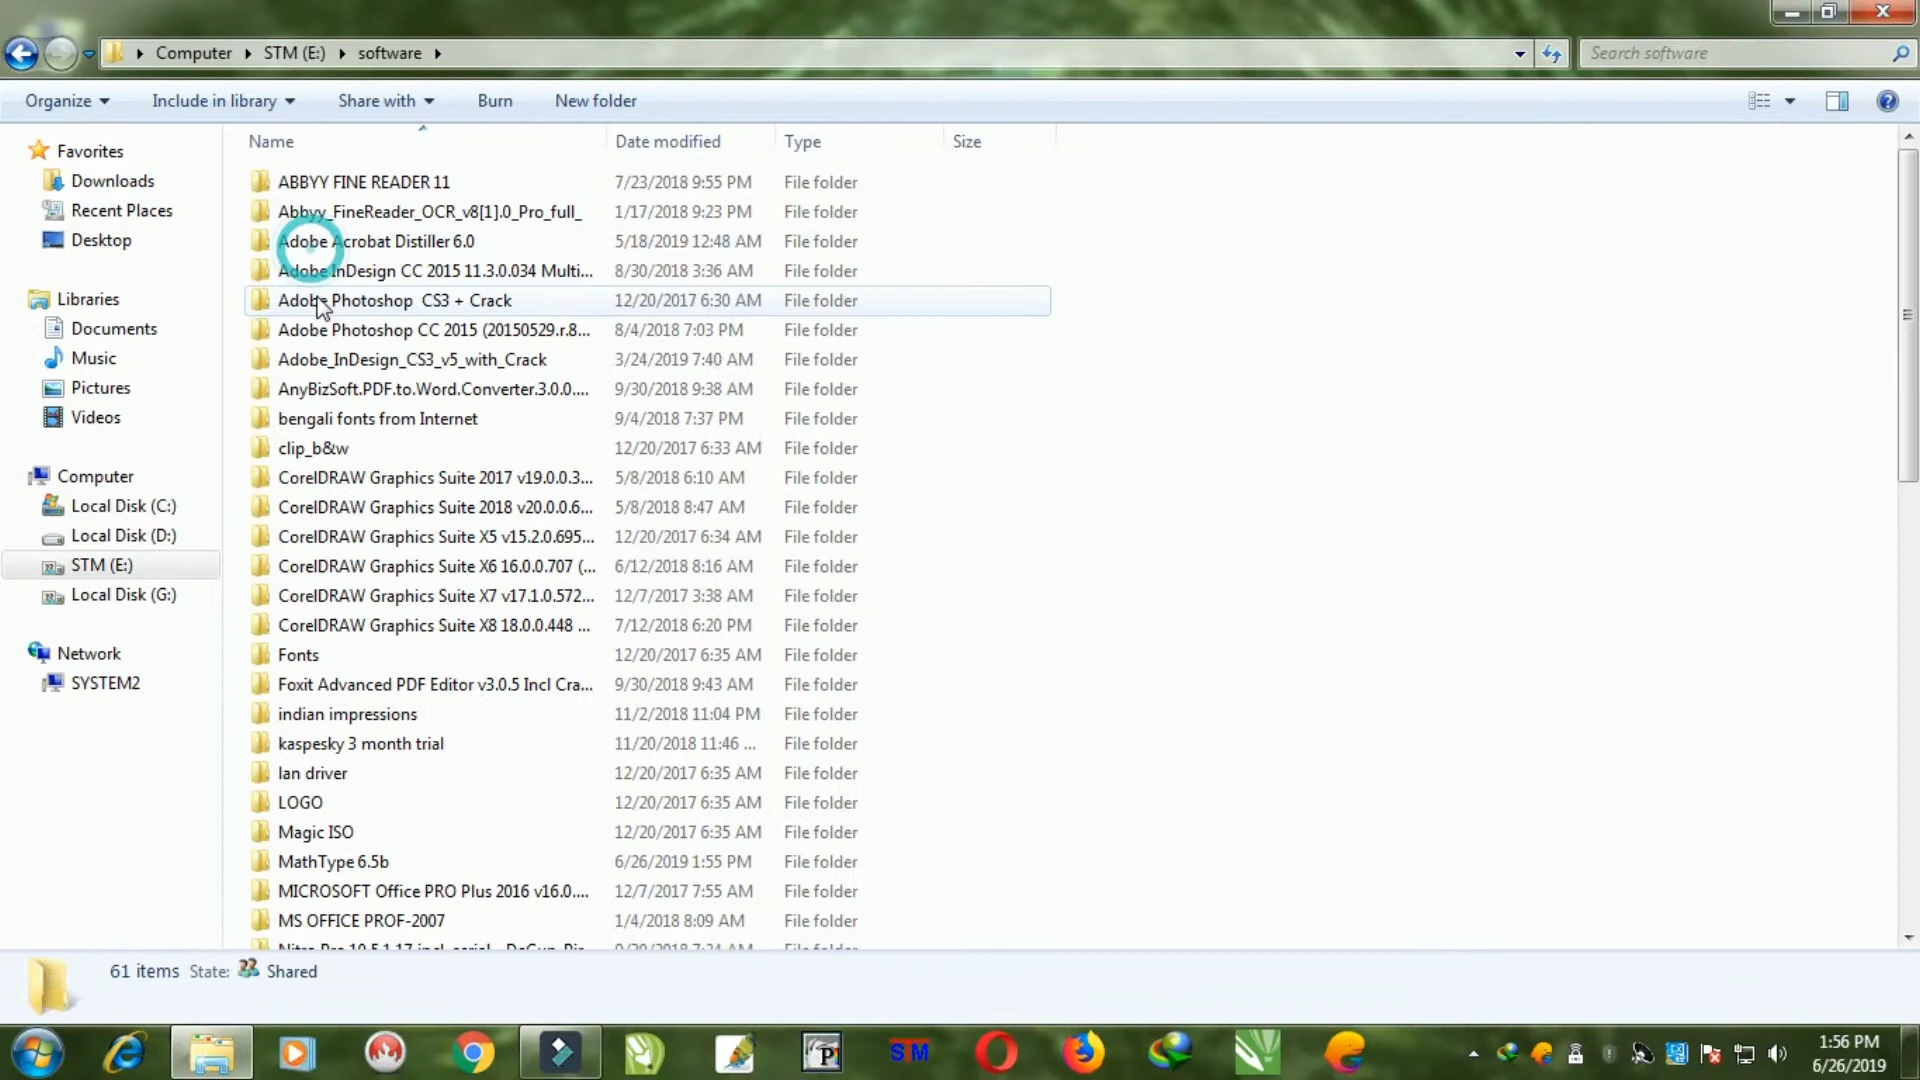 Computer STM (E:) software Search software
Organize Include in library Share with Burn New folder
Favorites
Downloads
Recent Places
Desktop
Libraries
Documents
Music
Pictures
Videos
Computer
Local Disk (C:)
Local Disk (D:)
STM (E:)
Local Disk (G:)
Network
SYSTEM2
Name Date modified Type Size
ABBYY FINE READER 11 7/23/2018 9:55 PM File folder
Abbyy_FineReader_OCR_v8[1].0_Pro_full_ 1/17/2018 9:23 PM File folder
Adobe Acrobat Distiller 6.0 5/18/2019 12:48 AM File folder
Adobe InDesign CC 2015 11.3.0.034 Multi... 8/30/2018 3:36 AM File folder
Adobe Photoshop CS3 + Crack 12/20/2017 6:30 AM File folder
Adobe Photoshop CC 2015 (20150529.r.8... 8/4/2018 7:03 PM File folder
Adobe_InDesign_CS3_v5_with_Crack 3/24/2019 7:40 AM File folder
AnyBizSoft.PDF.to.Word.Converter.3.0.0.... 9/30/2018 9:38 AM File folder
bengali fonts from Internet 9/4/2018 7:37 PM File folder
clip_b&w 12/20/2017 6:33 AM File folder
CorelDRAW Graphics Suite 2017 v19.0.0.3... 5/8/2018 6:10 AM File folder
CorelDRAW Graphics Suite 2018 v20.0.0.6... 5/8/2018 8:47 AM File folder
CorelDRAW Graphics Suite X5 v15.2.0.695... 12/20/2017 6:34 AM File folder
CorelDRAW Graphics Suite X6 16.0.0.707 (... 6/12/2018 8:16 AM File folder
CorelDRAW Graphics Suite X7 v17.1.0.572... 12/7/2017 3:38 AM File folder
CorelDRAW Graphics Suite X8 18.0.0.448 ... 7/12/2018 6:20 PM File folder
Fonts 12/20/2017 6:35 AM File folder
Foxit Advanced PDF Editor v3.0.5 Incl Cra... 9/30/2018 9:43 AM File folder
indian impressions 11/2/2018 11:04 PM File folder
kaspesky 3 month trial 11/20/2018 11:46 ... File folder
lan driver 12/20/2017 6:35 AM File folder
LOGO 12/20/2017 6:35 AM File folder
Magic ISO 12/20/2017 6:35 AM File folder
MathType 6.5b 6/26/2019 1:55 PM File folder
MICROSOFT Office PRO Plus 2016 v16.0.... 12/7/2017 7:55 AM File folder
MS OFFICE PROF-2007 1/4/2018 8:09 AM File folder
61 items State: Shared
SM
1:56 PM
6/26/2019